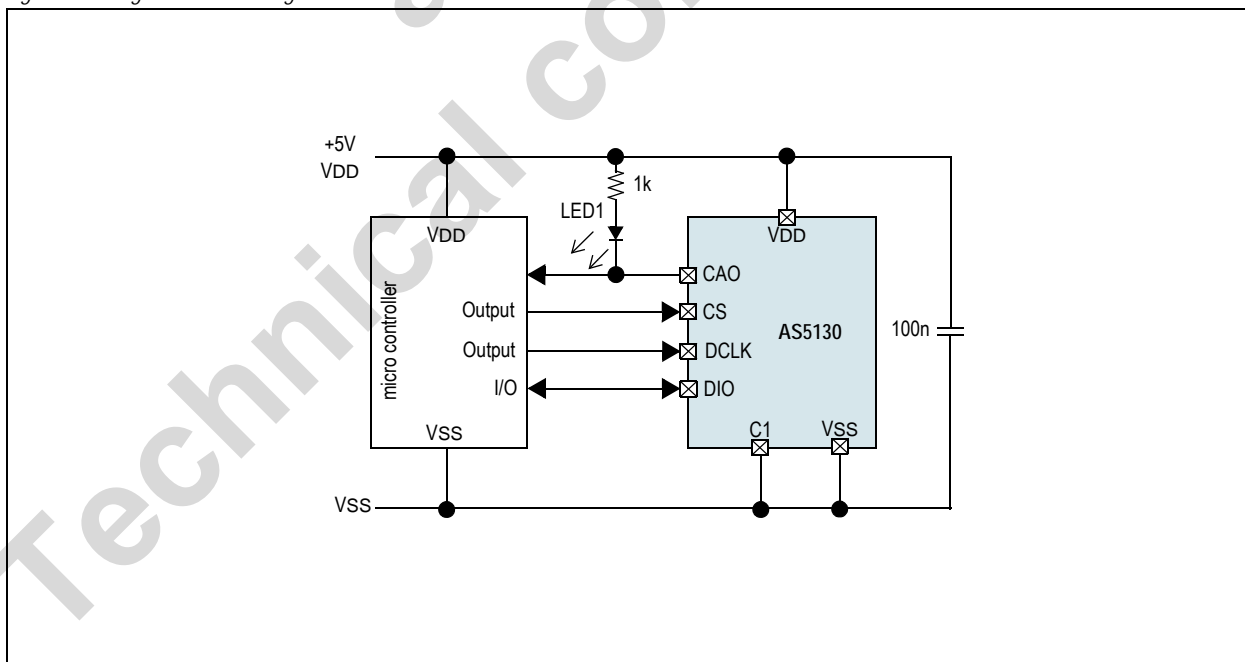 +5V
VDD
1k
LED1
VDD
VDD
micro controller
CAO
Output
CS
AS5130
100n
Output
DCLK
I/O
DIO
VSS
C1
VSS
VSS
Technical co